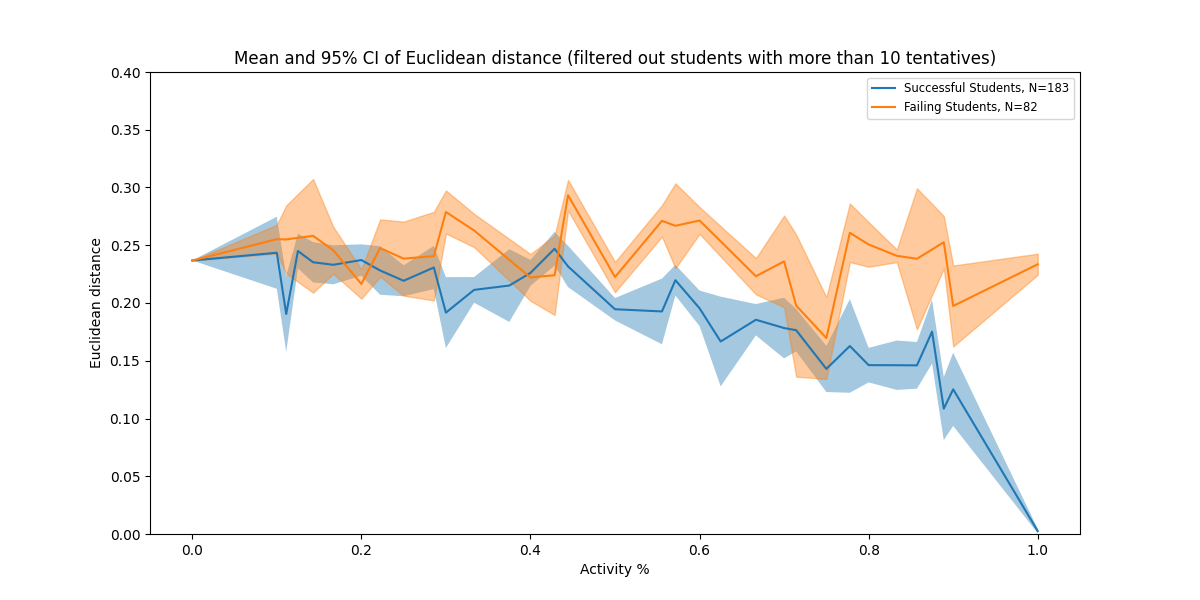 Mean and 95% CI of Euclidean distance (filtered out students with more than 10 tentatives)
Successful Students, N=183
Failing Students, N=82
Euclidean distance
0.40
0.35
0.30
0.25
0.20
0.15
0.10
0.05
0.00
0.0 0.2 0.4 0.6 0.8 1.0
Activity %